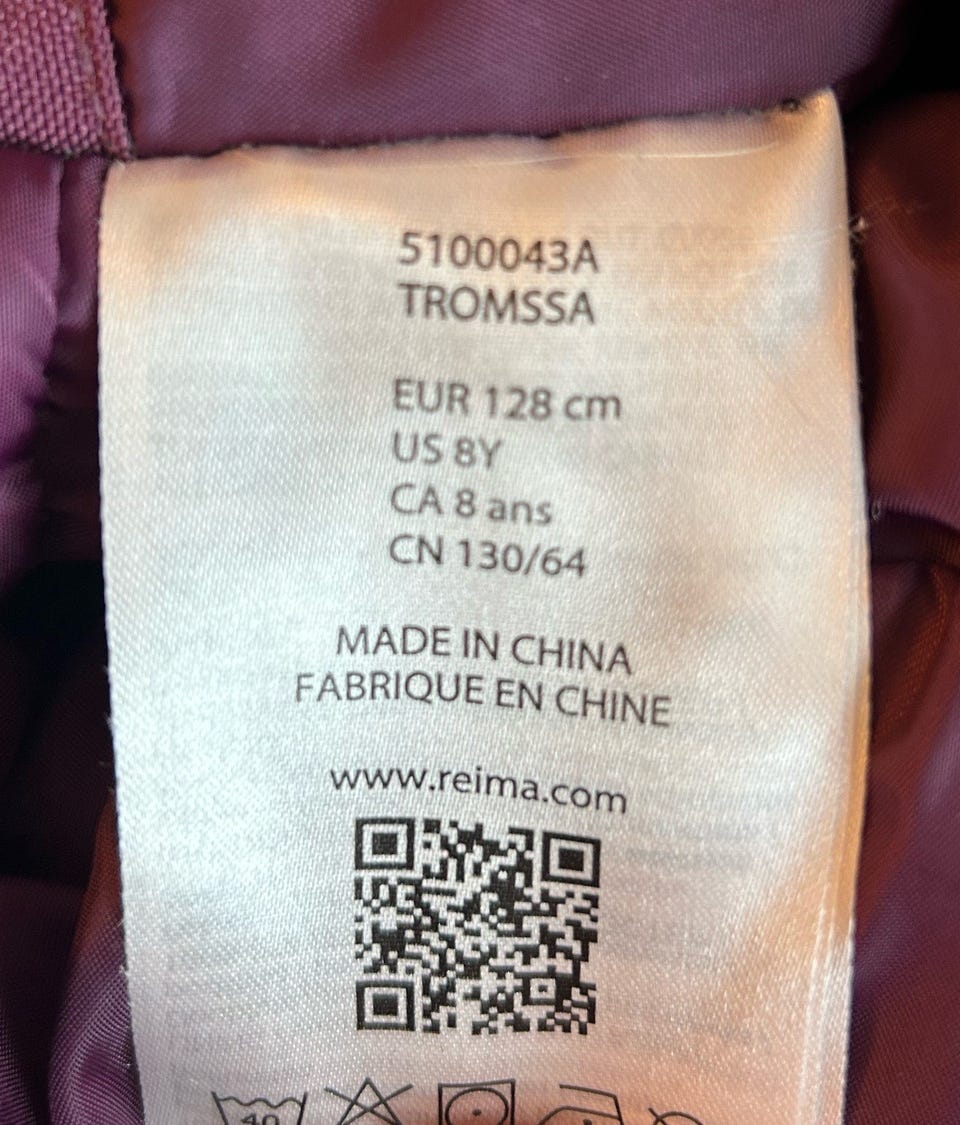 5100043A
TROMSSA
EUR 128 cm
US 8Y
CA 8 ans
CN 130/64
MADE IN CHINA
FABRIQUE EN CHINE
www.reima.com
40